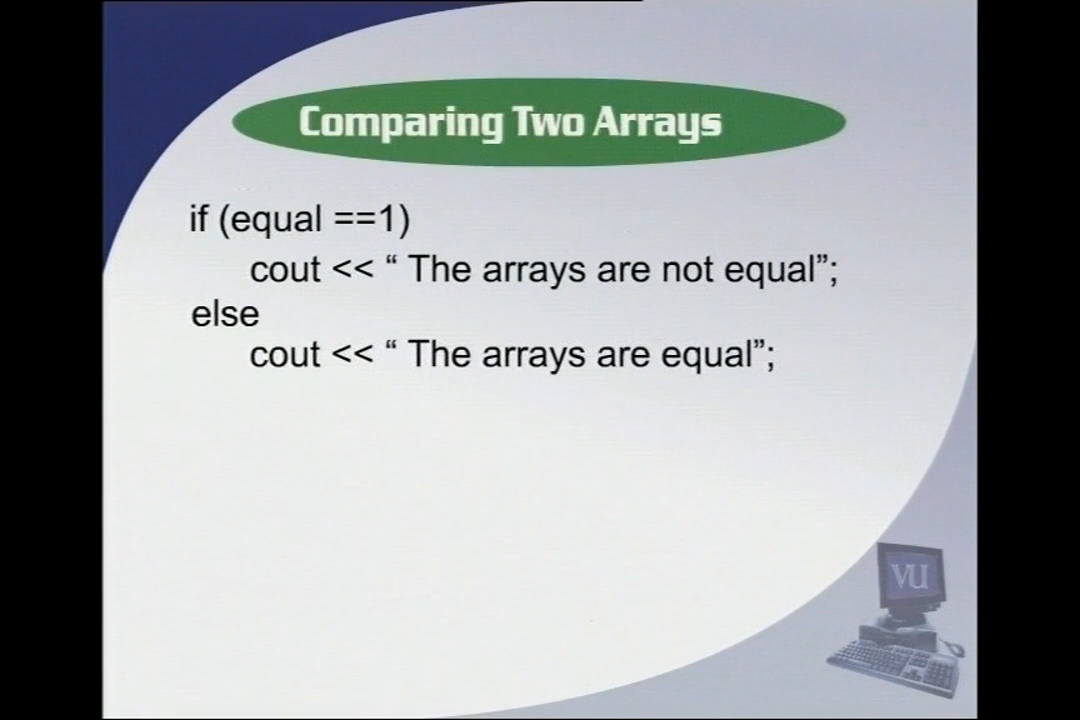 Comparing Two Arrays
if (equal ==1)
cout << “ The arrays are not equal”;
else
cout << “ The arrays are equal”;
VU